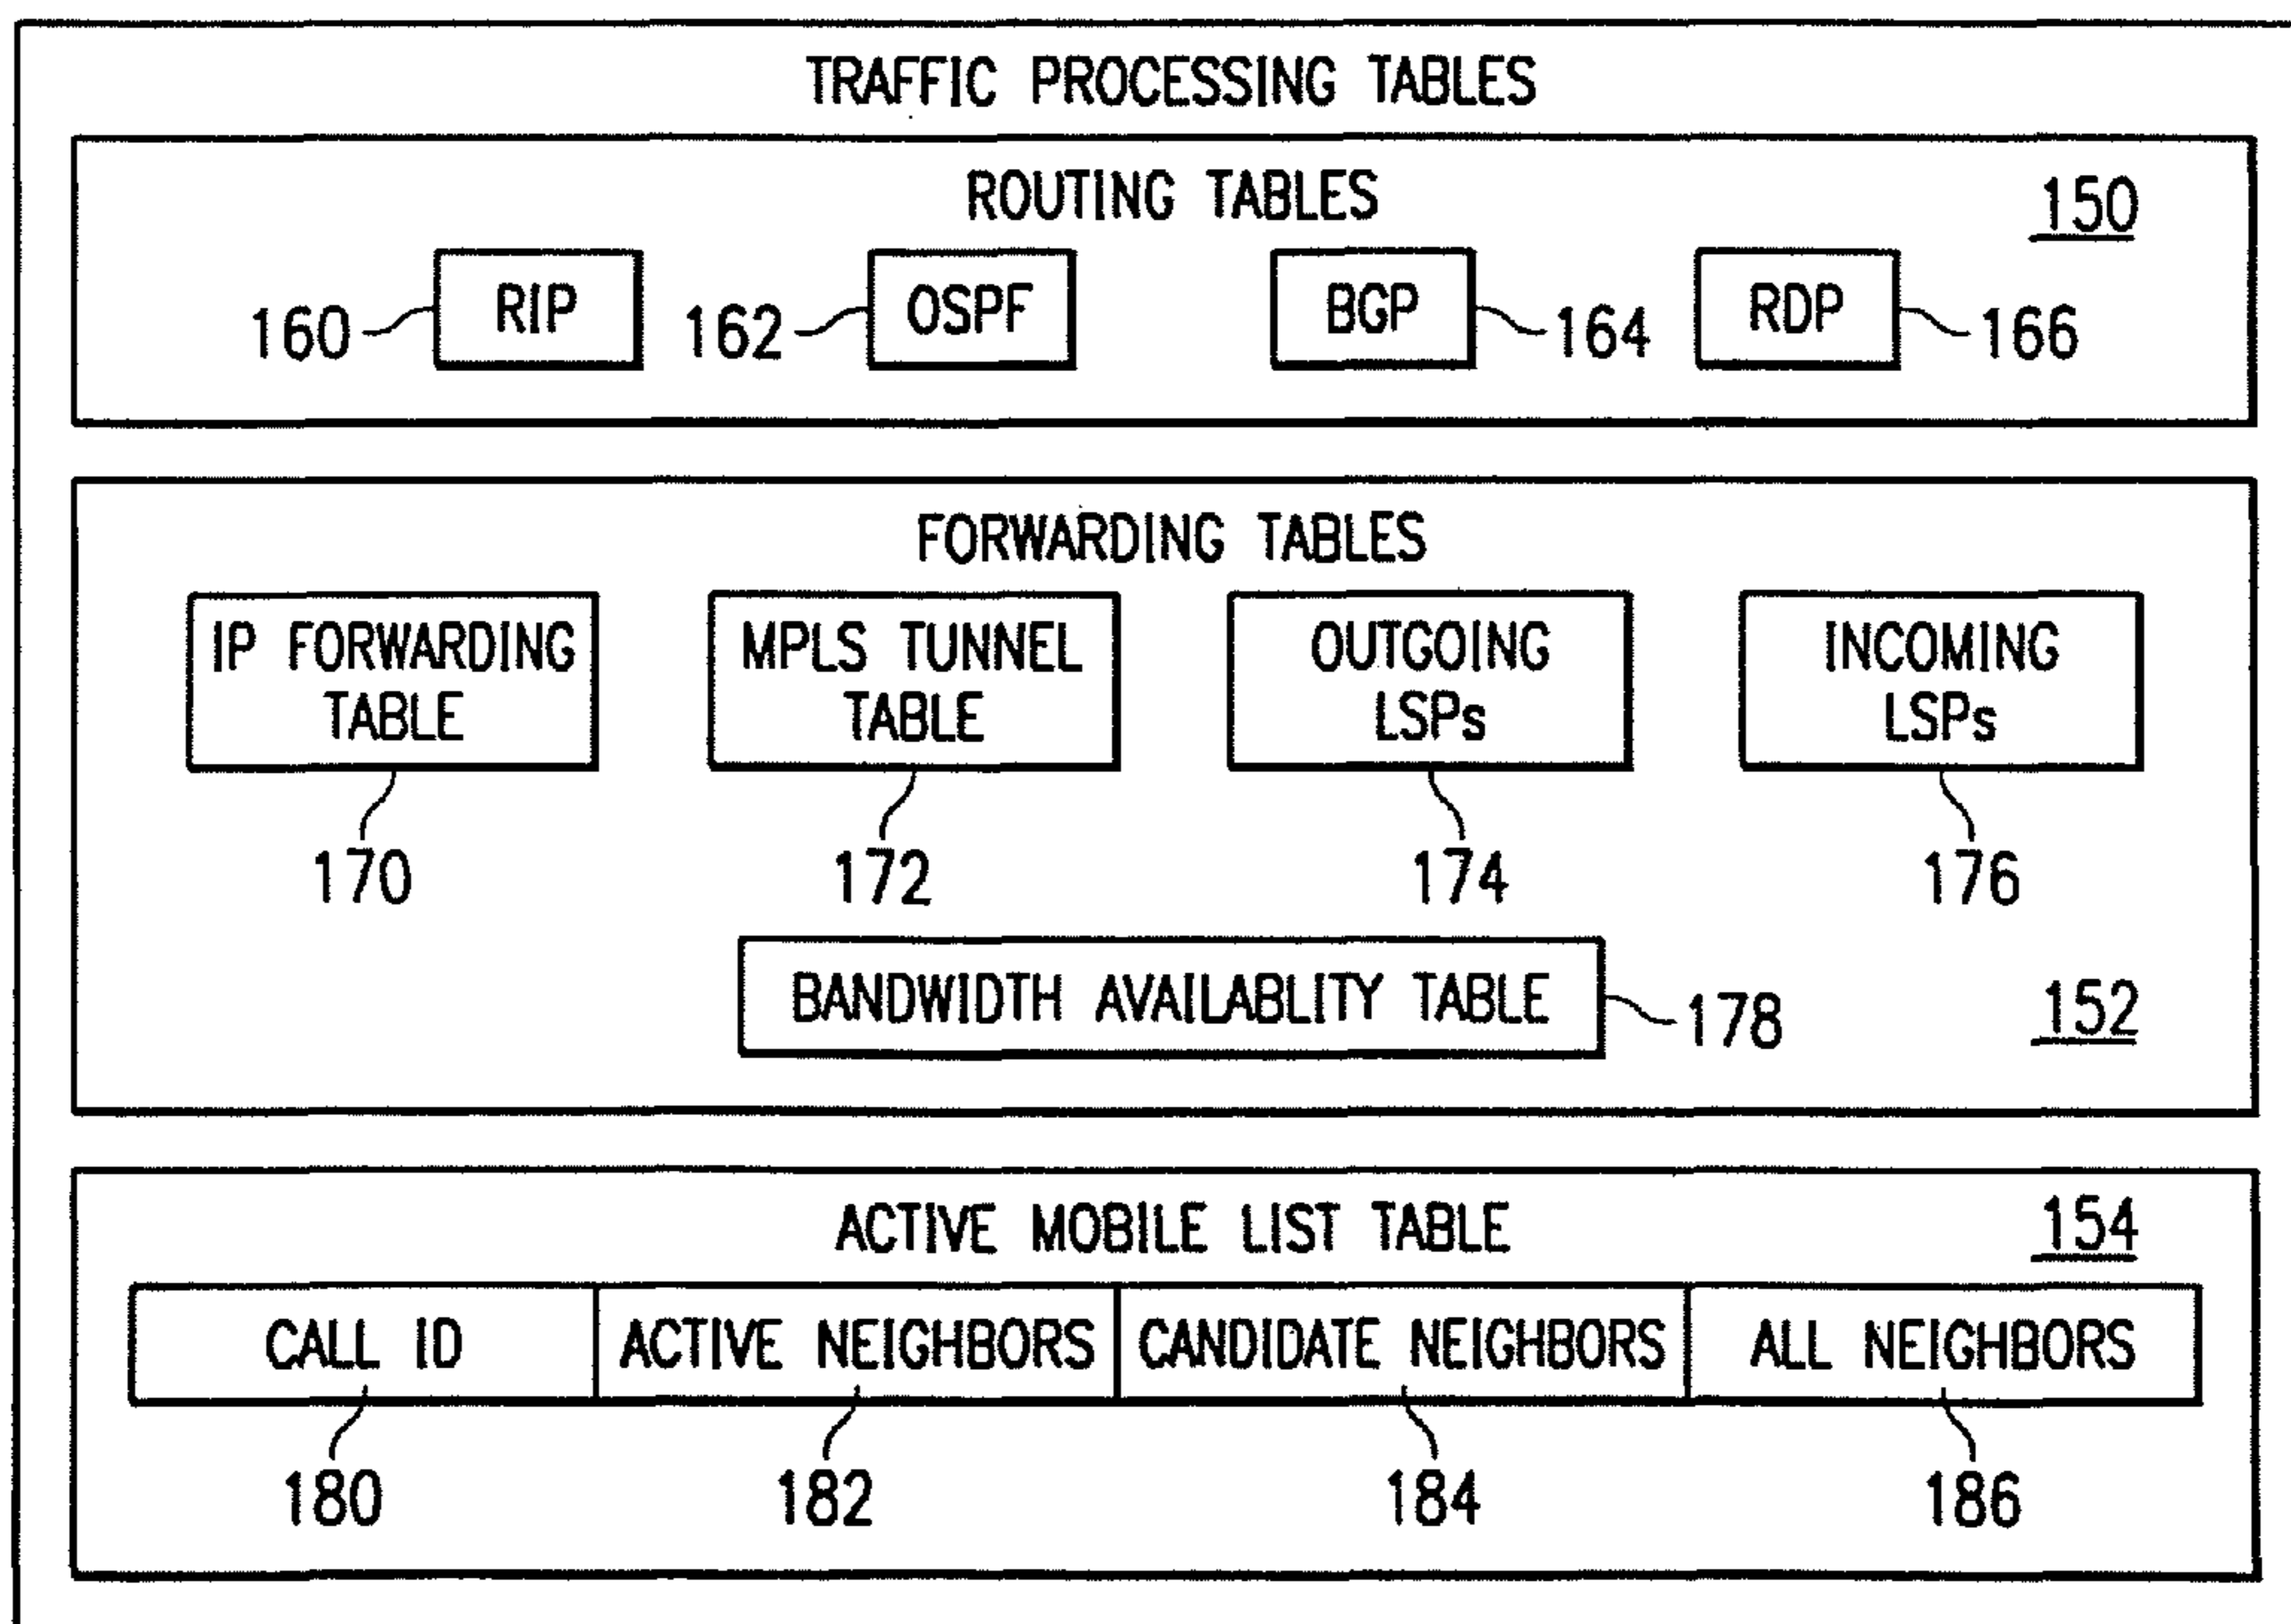 TRAFFIC PROCESSING TABLES
ROUTING TABLES
150
160
RIP
162
OSPF
BGP
164
RDP
166
FORWARDING TABLES
IP FORWARDING
TABLE
MPLS TUNNEL
TABLE
OUTGOING
LSPs
INCOMING
LSPs
170
172
174
176
BANDWIDTH AVAILABLITY TABLE
178
152
ACTIVE MOBILE LIST TABLE
154
CALL ID
ACTIVE NEIGHBORS
CANDIDATE NEIGHBORS
ALL NEIGHBORS
180
182
184
186